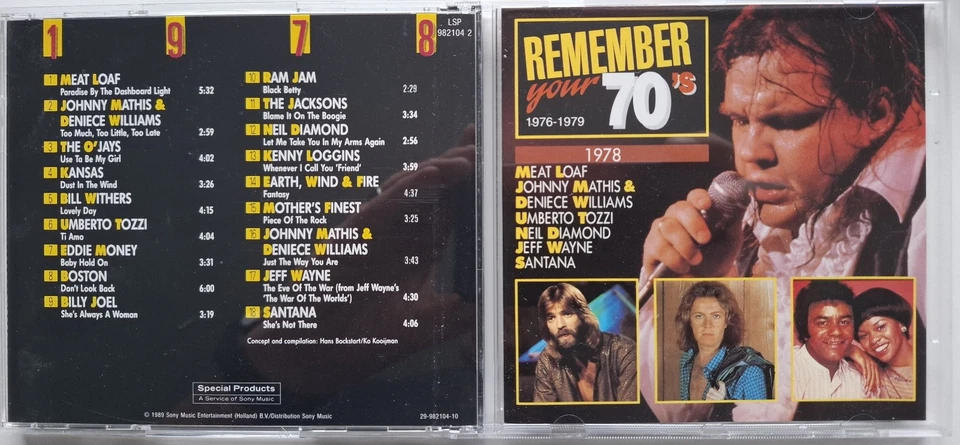 1 9 7 8
LSP
982104 2
1 MEAT LOAF
Paradise By The Dashboard Light 5:32
2 JOHNNY MATHIS &
DENIECE WILLIAMS
Too Much, Too Little, Too Late 2:59
3 THE O'JAYS
Use To Be My Girl 4:02
4 KANSAS
Dust In The Wind 3:26
5 BILL WITHERS
Lovely Day 4:15
6 UMBERTO TOZZI
Ti Amo 4:04
7 EDDIE MONEY
Baby Hold On 3:31
8 BOSTON
Don't Look Back 6:00
9 BILLY JOEL
She's Always A Woman 3:19
10 RAM JAM
Black Betty 2:29
11 THE JACKSONS
Blame It On The Boogie 3:34
12 NEIL DIAMOND
Let Me Take You In My Arms Again 2:56
13 KENNY LOGGINS
Whenever I Call You 'Friend' 3:59
14 EARTH, WIND & FIRE
Fantasy 4:37
15 MOTHER'S FINEST
Piece Of The Rock 3:25
16 JOHNNY MATHIS &
DENIECE WILLIAMS
Just The Way You Are 3:43
17 JEFF WAYNE
The Eve Of The War (from Jeff Wayne's
'The War Of The Worlds') 4:30
18 SANTANA
She's Not There 4:06
Concept and compilation: Hans Bockstart/Ko Kooijman
Special Products
A Service of Sony Music
© 1989 Sony Music Entertainment (Holland) B.V./Distribution Sony Music
29-982104-10
REMEMBER
your 70's
1976-1979
1978
MEAT LOAF
JOHNNY MATHIS &
DENIECE WILLIAMS
UMBERTO TOZZI
NEIL DIAMOND
JEFF WAYNE
SANTANA